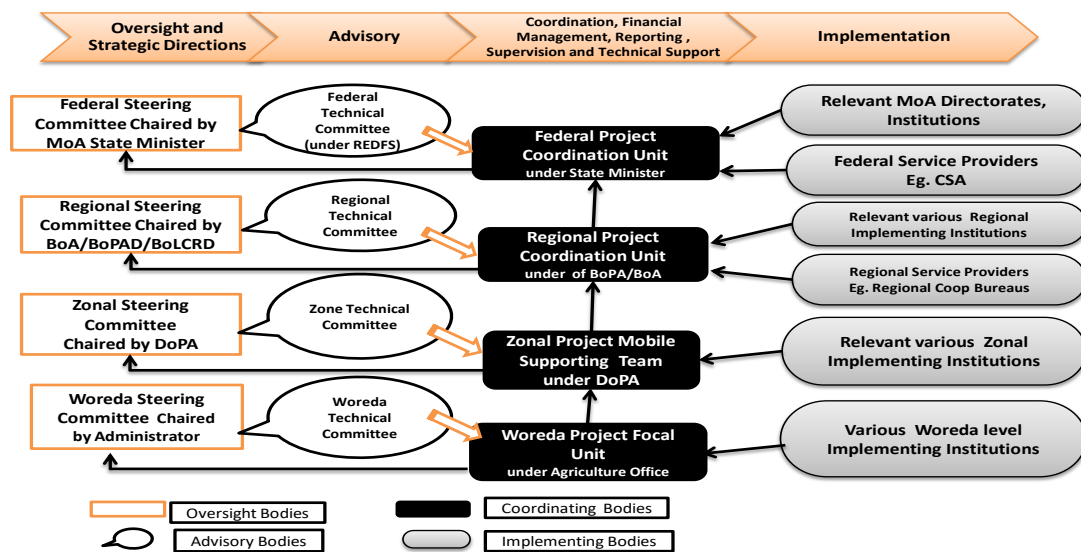 Oversight and
Strategic Directions
Advisory
Coordination, Financial
Management, Reporting ,
Supervision and Technical Support
Implementation
Federal Steering
Committee Chaired by
MoA State Minister
Federal
Technical
Committee
(under REDFS)
Federal Project
Coordination Unit
under State Minister
Relevant MoA Directorates,
Institutions
Federal Service Providers
Eg. CSA
Regional Steering
Committee Chaired by
BoA/BoPAD/BoLCRD
Regional
Technical
Committee
Regional Project
Coordination Unit
under of BoPA/BoA
Relevant various Regional
Implementing Institutions
Regional Service Providers
Eg. Regional Coop Bureaus
Zonal Steering
Committee
Chaired by DoPA
Zone Technical
Committee
Zonal Project Mobile
Supporting Team
under DoPA
Relevant various Zonal
Implementing Institutions
Woreda Steering
Committee Chaired
by Administrator
Woreda
Technical
Committee
Woreda Project Focal
Unit
under Agriculture Office
Various Woreda level
Implementing Institutions
Oversight Bodies
Coordinating Bodies
Advisory Bodies
Implementing Bodies